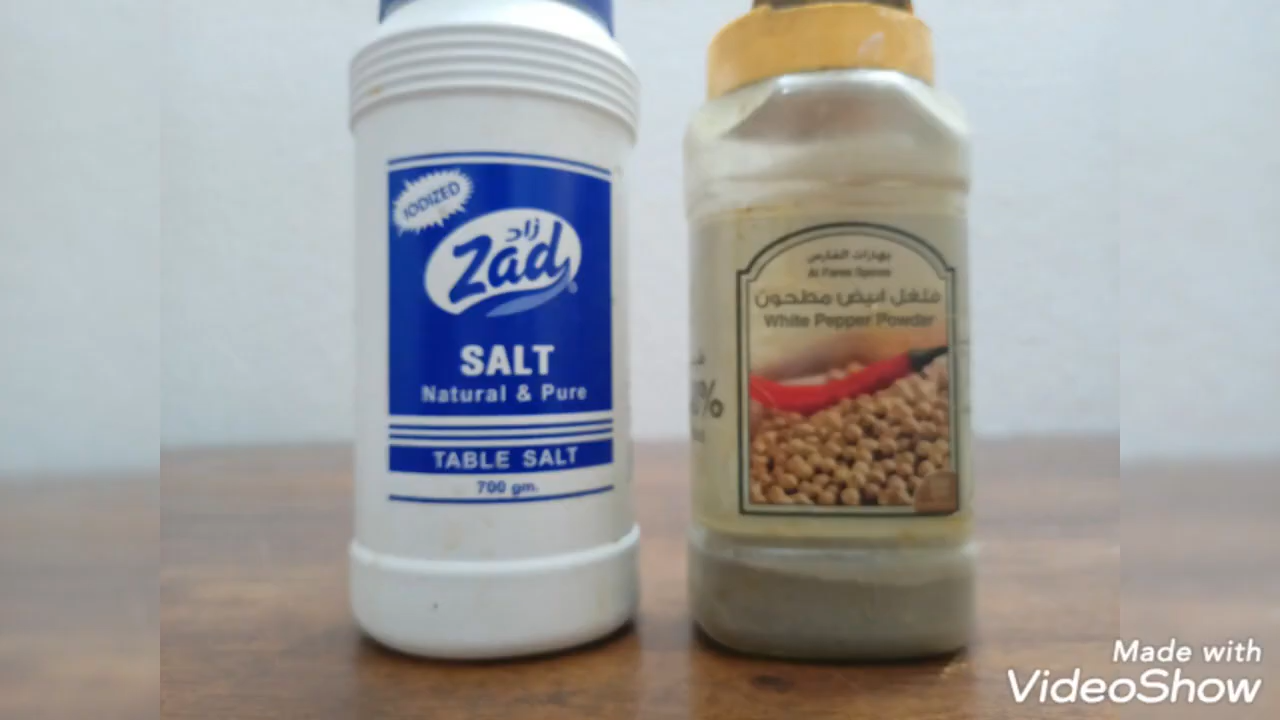 IODIZED
زاد
Zad
SALT
Natural & Pure
TABLE SALT
700 gm.
بهارات الفارس
Al Fares Spices
فلفل ابيض مطحون
White Pepper Powder
%
Made with
VideoShow